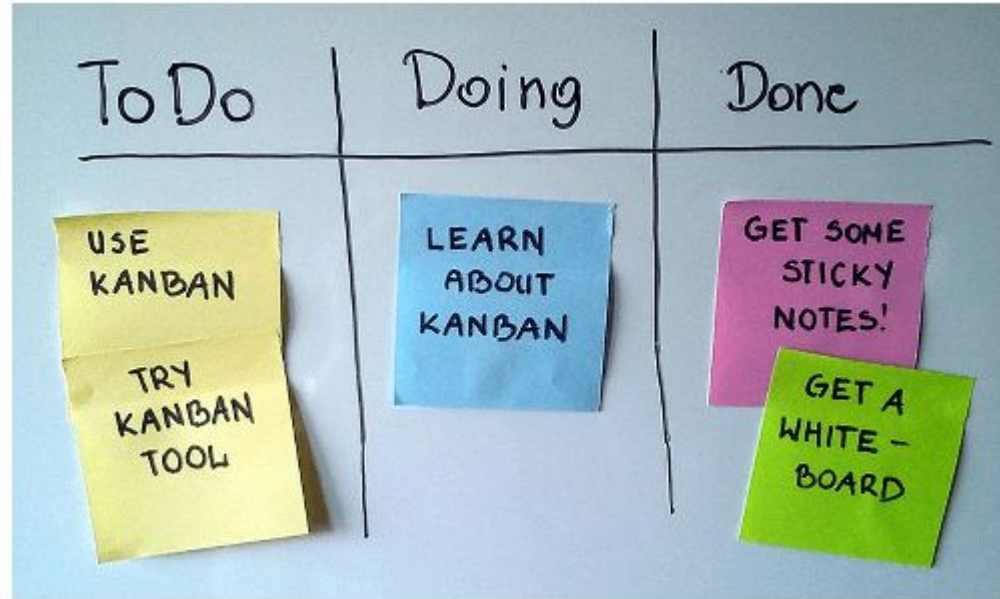 To Do
Doing
Done
USE
KANBAN
TRY
KANBAN
TOOL
LEARN
ABOUT
KANBAN
GET SOME
STICKY
NOTES!
GET A
WHITE-
BOARD